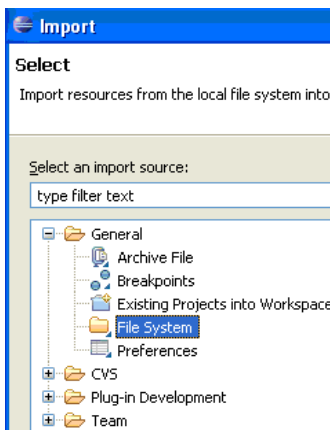 Import
Select
Import resources from the local file system into
Select an import source:
type filter text
General
Archive File
Breakpoints
Existing Projects into Workspace
File System
Preferences
CVS
Plug-in Development
Team